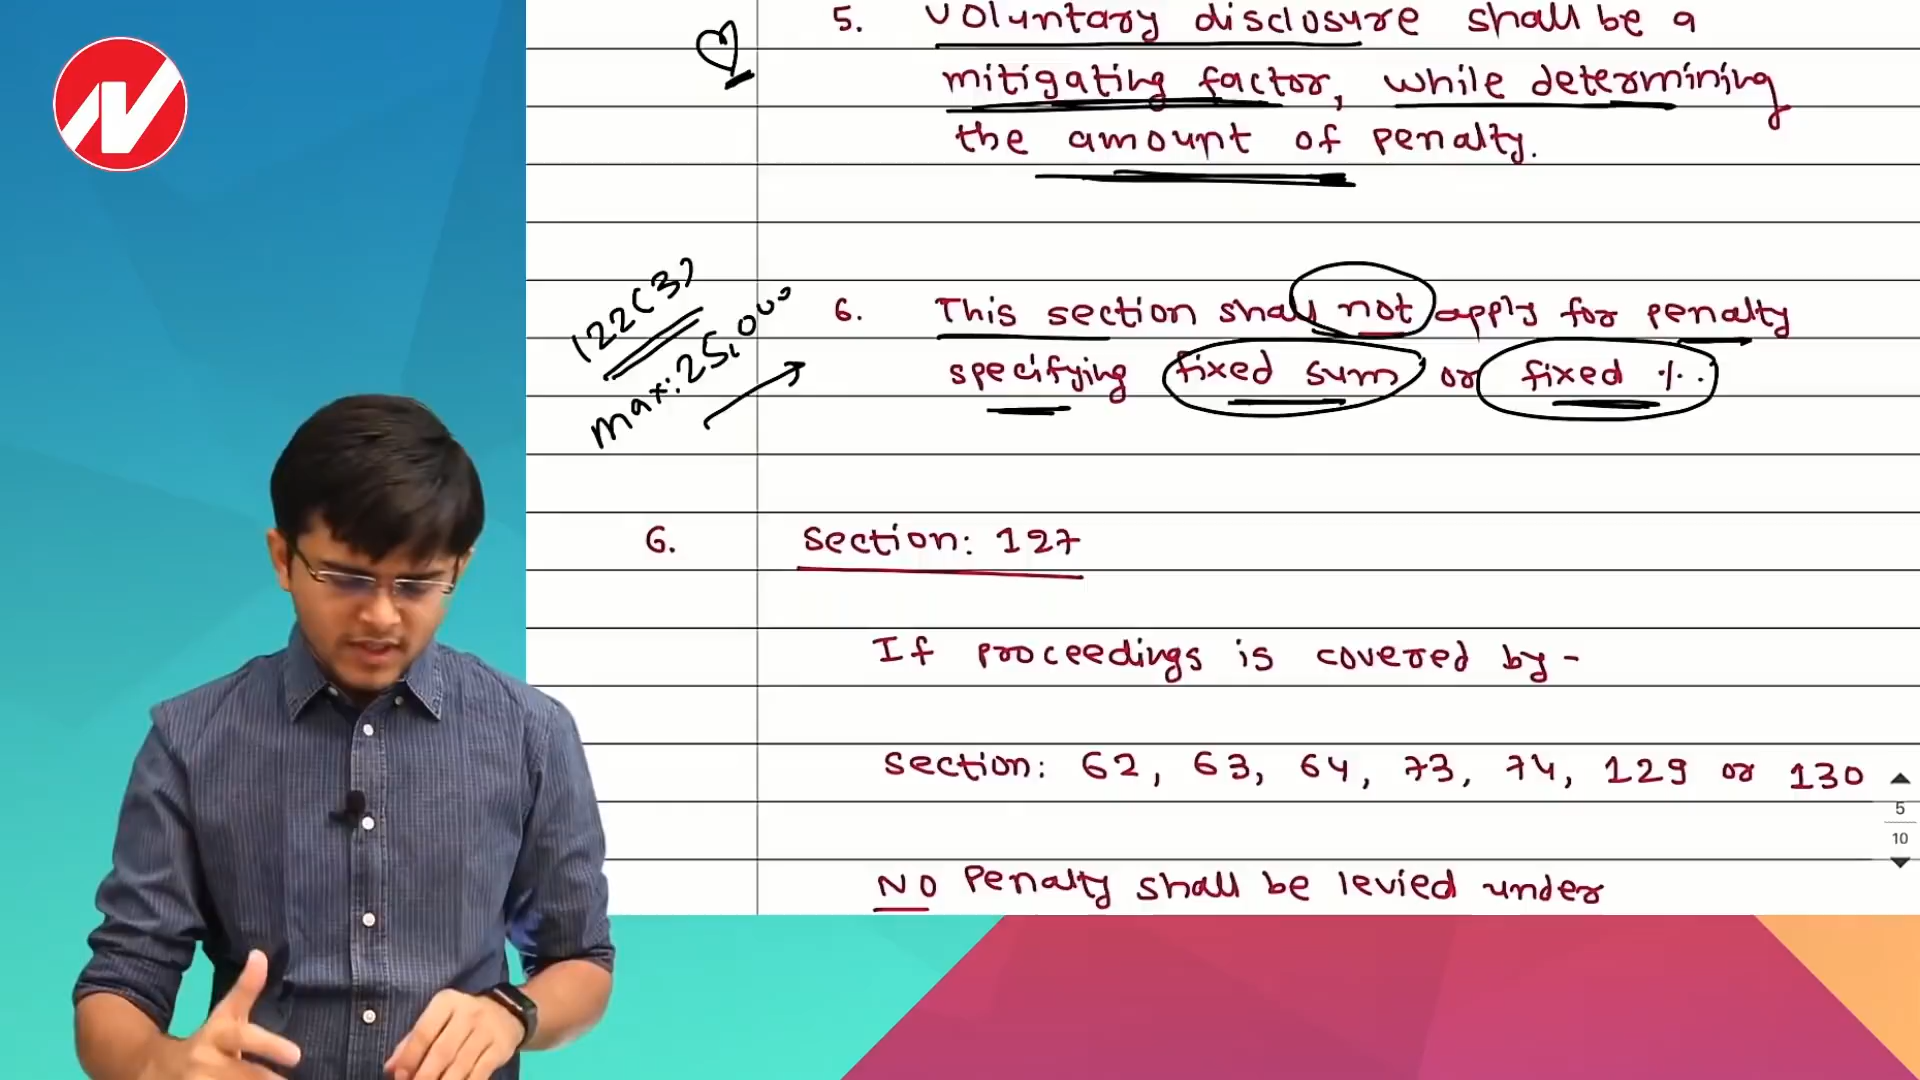 5. Voluntary disclosure shall be a
mitigating factor, while determining
the amount of penalty.
122(3)
max: 25,000
6. This section shall not apply for penalty
specifying fixed sum or fixed %.
6. Section: 127
If proceedings is covered by -
Section: 62, 63, 64, 73, 74, 129 or 130
5
10
NO Penalty shall be levied under